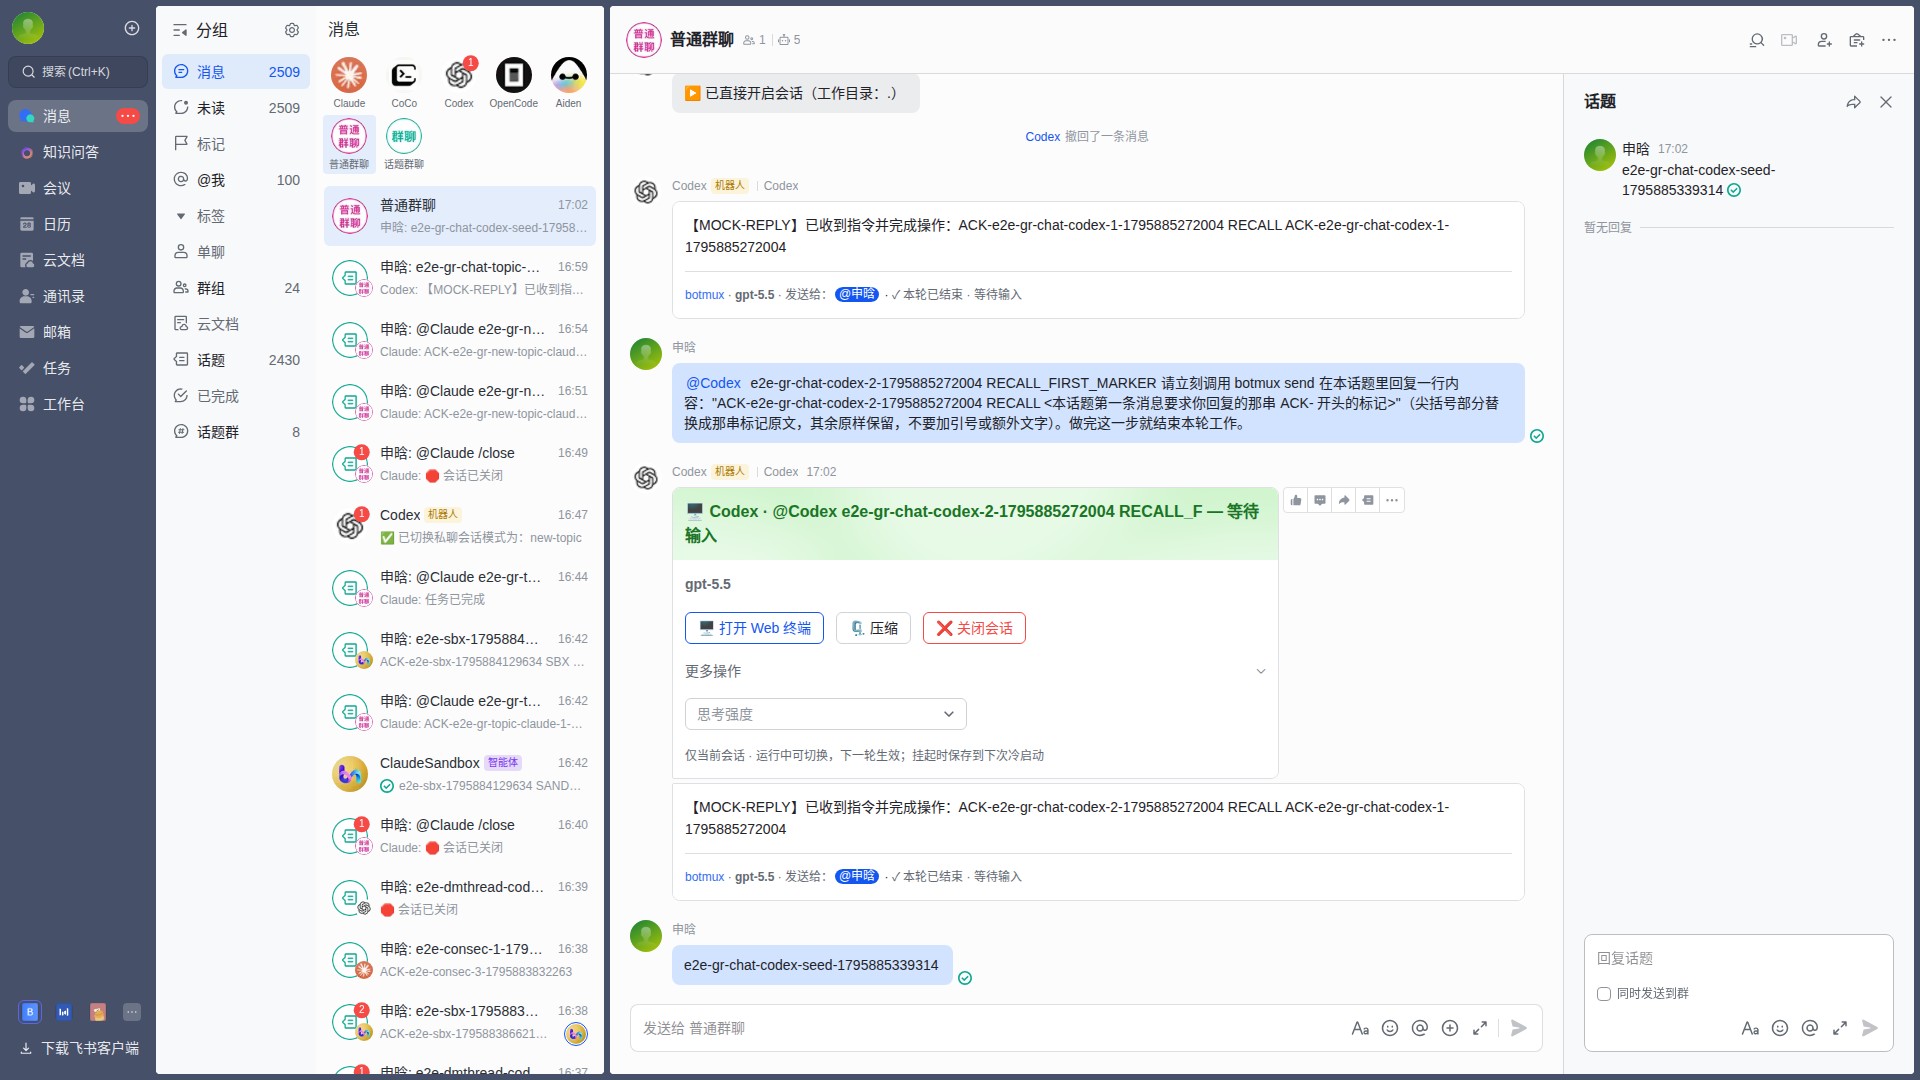 搜索 (Ctrl+K)
消息
知识问答
会议
日历
云文档
通讯录
邮箱
任务
工作台
下载飞书客户端
分组
消息 2509
未读 2509
标记
@我 100
标签
单聊
群组 24
云文档
话题 2430
已完成
话题群 8
消息
Claude
CoCo
1
Codex
OpenCode
Aiden
普通群聊
话题群聊
普通群聊 17:02
申晗: e2e-gr-chat-codex-seed-17958…
申晗: e2e-gr-chat-topic-… 16:59
Codex: 【MOCK-REPLY】已收到指…
申晗: @Claude e2e-gr-n… 16:54
Claude: ACK-e2e-gr-new-topic-claud…
申晗: @Claude e2e-gr-n… 16:51
Claude: ACK-e2e-gr-new-topic-claud…
1
申晗: @Claude /close 16:49
Claude: 🛑 会话已关闭
1
Codex 机器人 16:47
✅ 已切换私聊会话模式为：new-topic
申晗: @Claude e2e-gr-t… 16:44
Claude: 任务已完成
申晗: e2e-sbx-1795884… 16:42
ACK-e2e-sbx-1795884129634 SBX …
申晗: @Claude e2e-gr-t… 16:42
Claude: ACK-e2e-gr-topic-claude-1-…
ClaudeSandbox 智能体 16:42
e2e-sbx-1795884129634 SAND…
1
申晗: @Claude /close 16:40
Claude: 🛑 会话已关闭
申晗: e2e-dmthread-cod… 16:39
🛑 会话已关闭
申晗: e2e-consec-1-179… 16:38
ACK-e2e-consec-3-1795883832263
2
申晗: e2e-sbx-1795883… 16:38
ACK-e2e-sbx-179588386621…
1
申晗: e2e-dmthread-cod… 16:37
普通群聊
普通群聊 1 5
▶️ 已直接开启会话（工作目录：.）
Codex 撤回了一条消息
Codex 机器人 Codex
【MOCK-REPLY】已收到指令并完成操作：ACK-e2e-gr-chat-codex-1-1795885272004 RECALL ACK-e2e-gr-chat-codex-1-
1795885272004
botmux · gpt-5.5 · 发送给： @申晗 · ✓ 本轮已结束 · 等待输入
申晗
@Codex e2e-gr-chat-codex-2-1795885272004 RECALL_FIRST_MARKER 请立刻调用 botmux send 在本话题里回复一行内
容："ACK-e2e-gr-chat-codex-2-1795885272004 RECALL <本话题第一条消息要求你回复的那串 ACK- 开头的标记>"（尖括号部分替
换成那串标记原文，其余原样保留，不要加引号或额外文字）。做完这一步就结束本轮工作。
Codex 机器人 Codex 17:02
🖥️ Codex · @Codex e2e-gr-chat-codex-2-1795885272004 RECALL_F — 等待
输入
gpt-5.5
🖥️ 打开 Web 终端
🗜️ 压缩
❌ 关闭会话
更多操作
思考强度
仅当前会话 · 运行中可切换，下一轮生效；挂起时保存到下次冷启动
【MOCK-REPLY】已收到指令并完成操作：ACK-e2e-gr-chat-codex-2-1795885272004 RECALL ACK-e2e-gr-chat-codex-1-
1795885272004
botmux · gpt-5.5 · 发送给： @申晗 · ✓ 本轮已结束 · 等待输入
申晗
e2e-gr-chat-codex-seed-1795885339314
发送给 普通群聊
话题
申晗 17:02
e2e-gr-chat-codex-seed-
1795885339314
暂无回复
回复话题
同时发送到群